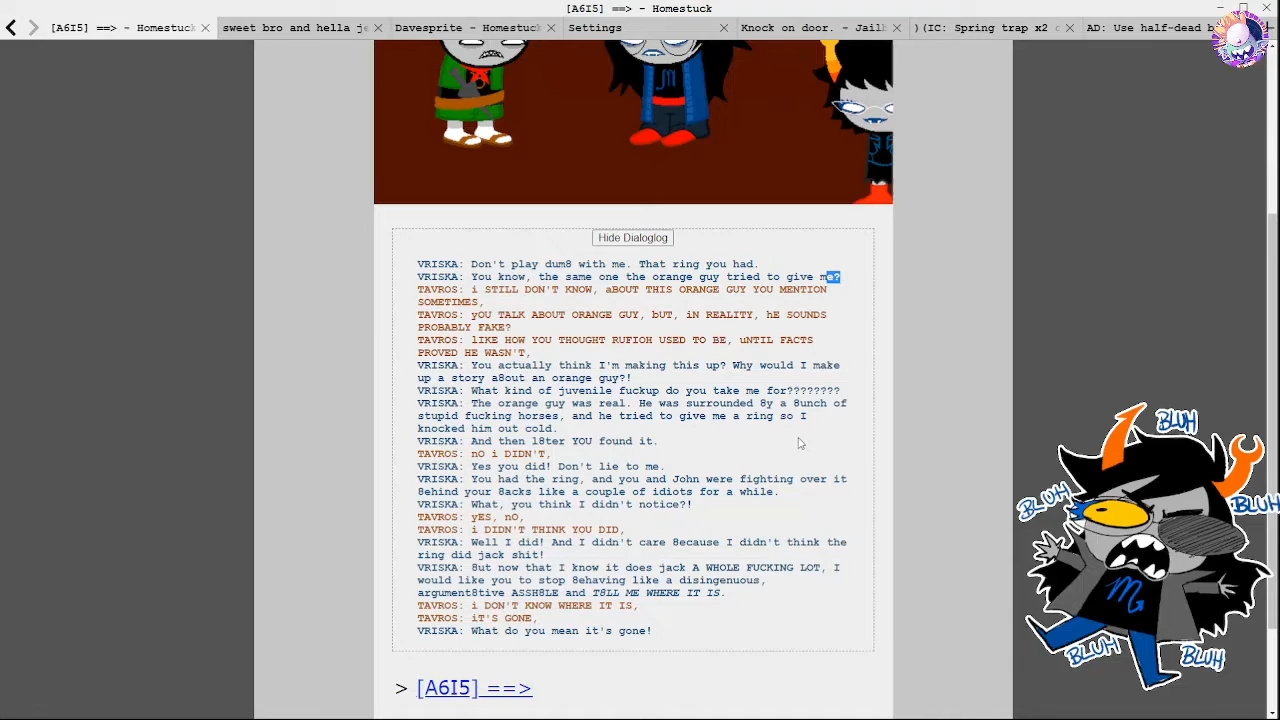 [A6I5] ==> - Homestuck
[A6I5] ==> - Homestuck
sweet bro and hella je
Davesprite - Homestuck
Settings
Knock on door. - Jailb
)(IC: Spring trap x2 c
AD: Use half-dead b
Hide Dialoglog
VRISKA: Don't play dum8 with me. That ring you had.
VRISKA: You know, the same one the orange guy tried to give me?
TAVROS: i STILL DON'T KNOW, aBOUT THIS ORANGE GUY YOU MENTION
SOMETIMES,
TAVROS: yOU TALK ABOUT ORANGE GUY, bUT, iN REALITY, hE SOUNDS
PROBABLY FAKE?
TAVROS: lIKE HOW YOU THOUGHT RUFIOH USED TO BE, uNTIL FACTS
PROVED HE WASN'T,
VRISKA: You actually think I'm making this up? Why would I make
up a story a8out an orange guy?!
VRISKA: What kind of juvenile fuckup do you take me for????????
VRISKA: The orange guy was real. He was surrounded 8y a 8unch of
stupid fucking horses, and he tried to give me a ring so I
knocked him out cold.
VRISKA: And then l8ter YOU found it.
TAVROS: nO i DIDN'T,
VRISKA: Yes you did! Don't lie to me.
VRISKA: You had the ring, and you and John were fighting over it
8ehind your 8acks like a couple of idiots for a while.
VRISKA: What, you think I didn't notice?!
TAVROS: yES, nO,
TAVROS: i DIDN'T THINK YOU DID,
VRISKA: Well I did! And I didn't care 8ecause I didn't think the
ring did jack shit!
VRISKA: 8ut now that I know it does jack A WHOLE FUCKING LOT, I
would like you to stop 8ehaving like a disingenuous,
argument8tive ASSH8LE and T8LL ME WHERE IT IS.
TAVROS: i DON'T KNOW WHERE IT IS,
TAVROS: iT'S GONE,
VRISKA: What do you mean it's gone!
> [A6I5] ==>
BLUH
BLUH
BLUH
BLUH
BLUH